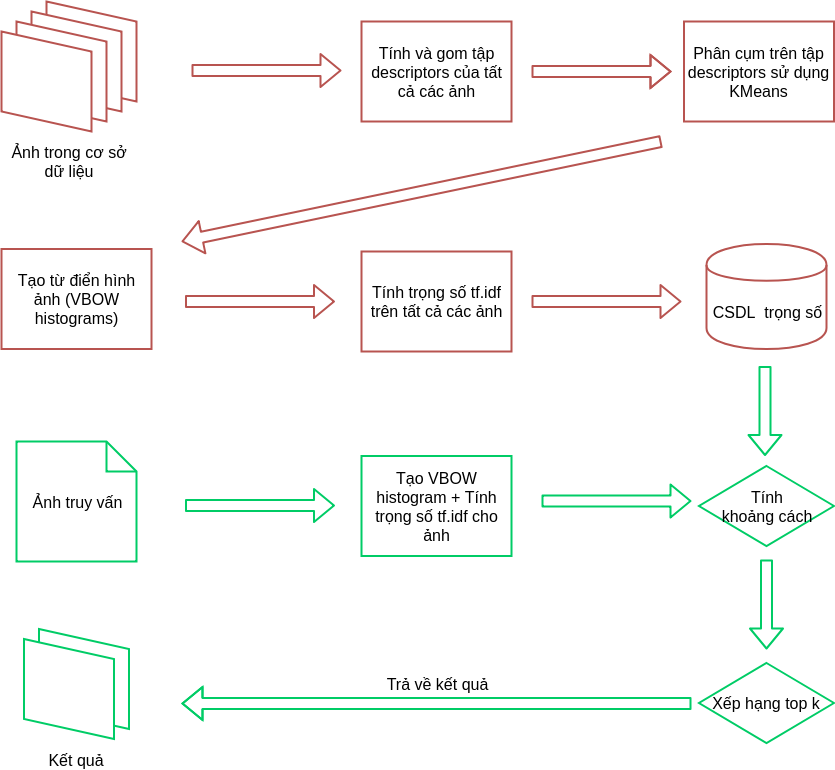 Ảnh trong cơ sở
dữ liệu
Tính và gom tập
descriptors của tất
cả các ảnh
Phân cụm trên tập
descriptors sử dụng
KMeans
Tạo từ điển hình
ảnh (VBOW
histograms)
Tính trọng số tf.idf
trên tất cả các ảnh
CSDL trọng số
Ảnh truy vấn
Tạo VBOW
histogram + Tính
trọng số tf.idf cho
ảnh
Tính
khoảng cách
Trả về kết quả
Xếp hạng top k
Kết quả